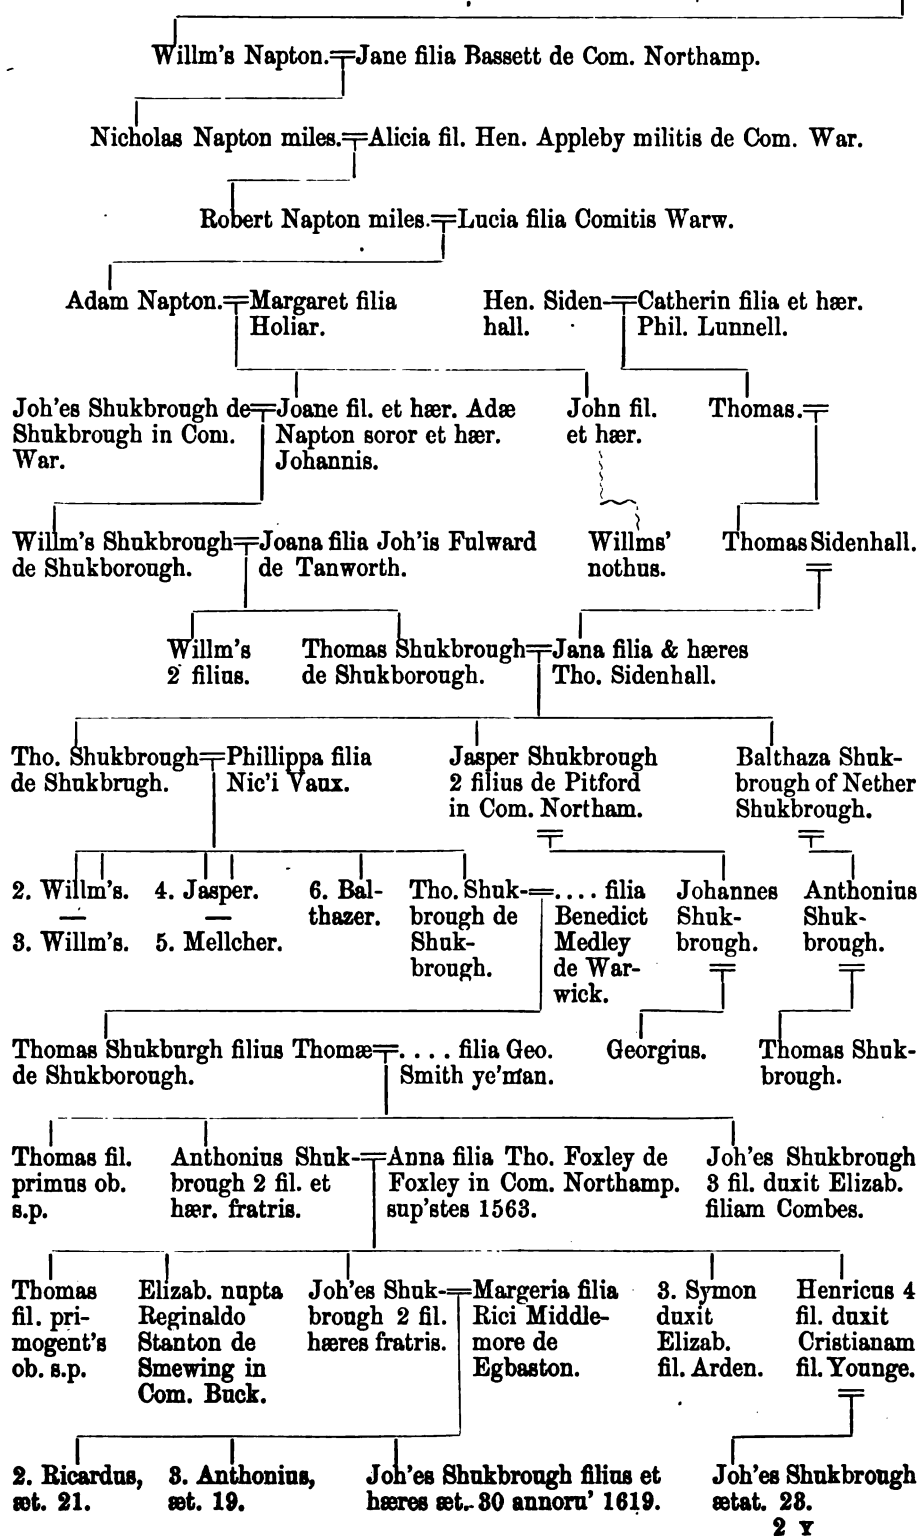 Willm's Napton.=Jane filia Bassett de Com. Northamp.
Nicholas Napton miles.=Alicia fil. Hen. Appleby militis de Com. War.
Robert Napton miles.=Lucia filia Comitis Warw.
Adam Napton.=Margaret filia
Holiar.
Hen. Siden-=Catherin filia et hær.
hall. Phil. Lunnell.
Joh'es Shukbrough de=Joane fil. et hær. Adæ
Shukbrough in Com. Napton soror et hær.
War. Johannis.
John fil.
et hær.
Thomas.=
Willm's Shukbrough=Joana filia Joh'is Fulward
de Shukborough. de Tanworth.
Willms'
nothus.
Thomas Sidenhall.
Willm's
2 filius.
Thomas Shukbrough=Jana filia & hæres
de Shukborough. Tho. Sidenhall.
Tho. Shukbrough=Phillippa filia
de Shukbrugh. Nic'i Vaux.
Jasper Shukbrough
2 filius de Pitford
in Com. Northam.
Balthaza Shuk-
brough of Nether
Shukbrough.
2. Willm's.
3. Willm's.
4. Jasper.
5. Mellcher.
6. Bal-
thazer.
Tho. Shuk-=.... filia
brough de Benedict
Shuk- Medley
brough. de War-
wick.
Johannes
Shuk-
brough.
Anthonius
Shuk-
brough.
Thomas Shukburgh filius Thomæ=.... filia Geo.
de Shukborough. Smith ye'man.
Georgius.
Thomas Shuk-
brough.
Thomas fil.
primus ob.
s.p.
Anthonius Shuk-=Anna filia Tho. Foxley de
brough 2 fil. et Foxley in Com. Northamp.
hær. fratris. sup'stes 1563.
Joh'es Shukbrough
3 fil. duxit Elizab.
filiam Combes.
Thomas
fil. pri-
mogent's
ob. s.p.
Elizab. nupta
Reginaldo
Stanton de
Smewing in
Com. Buck.
Joh'es Shuk-=Margeria filia
brough 2 fil. Rici Middle-
hæres fratris. more de
Egbaston.
3. Symon
duxit
Elizab.
fil. Arden.
Henricus 4
fil. duxit
Cristianam
fil. Younge.
2. Ricardus,
æt. 21.
3. Anthonius,
æt. 19.
Joh'es Shukbrough filius et
hæres æt. 30 annoru' 1619.
Joh'es Shukbrough
ætat. 23.
2 Y